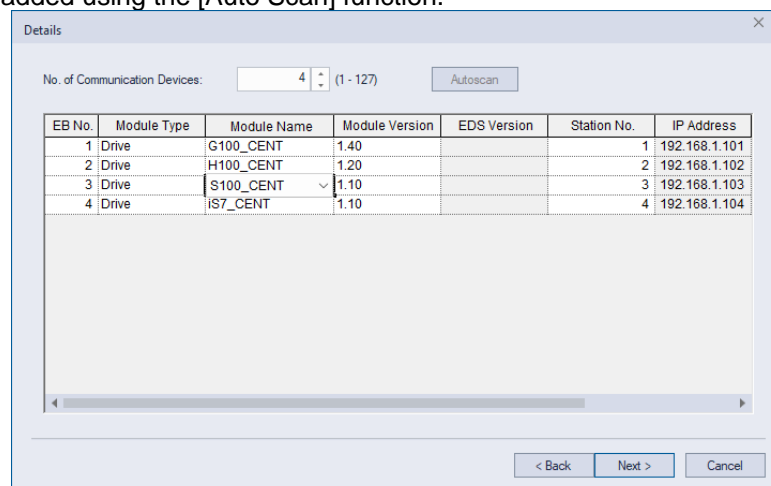 added using the [Auto Scan] function.
Details
No. of Communication Devices: 4 (1 - 127) Autoscan
EB No. Module Type Module Name Module Version EDS Version Station No. IP Address
1 Drive G100_CENT 1.40 1 192.168.1.101
2 Drive H100_CENT 1.20 2 192.168.1.102
3 Drive S100_CENT 1.10 3 192.168.1.103
4 Drive iS7_CENT 1.10 4 192.168.1.104
< Back Next > Cancel